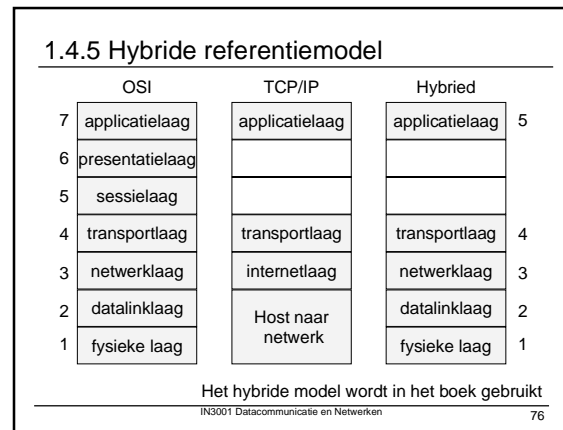 1.4.5 Hybride referentiemodel
OSI TCP/IP Hybried
7 applicatielaag applicatielaag applicatielaag 5
6 presentatielaag
5 sessielaag
4 transportlaag transportlaag transportlaag 4
3 netwerklaag internetlaag netwerklaag 3
2 datalinklaag Host naar datalinklaag 2
1 fysieke laag netwerk fysieke laag 1
Het hybride model wordt in het boek gebruikt
IN3001 Datacommunicatie en Netwerken 76